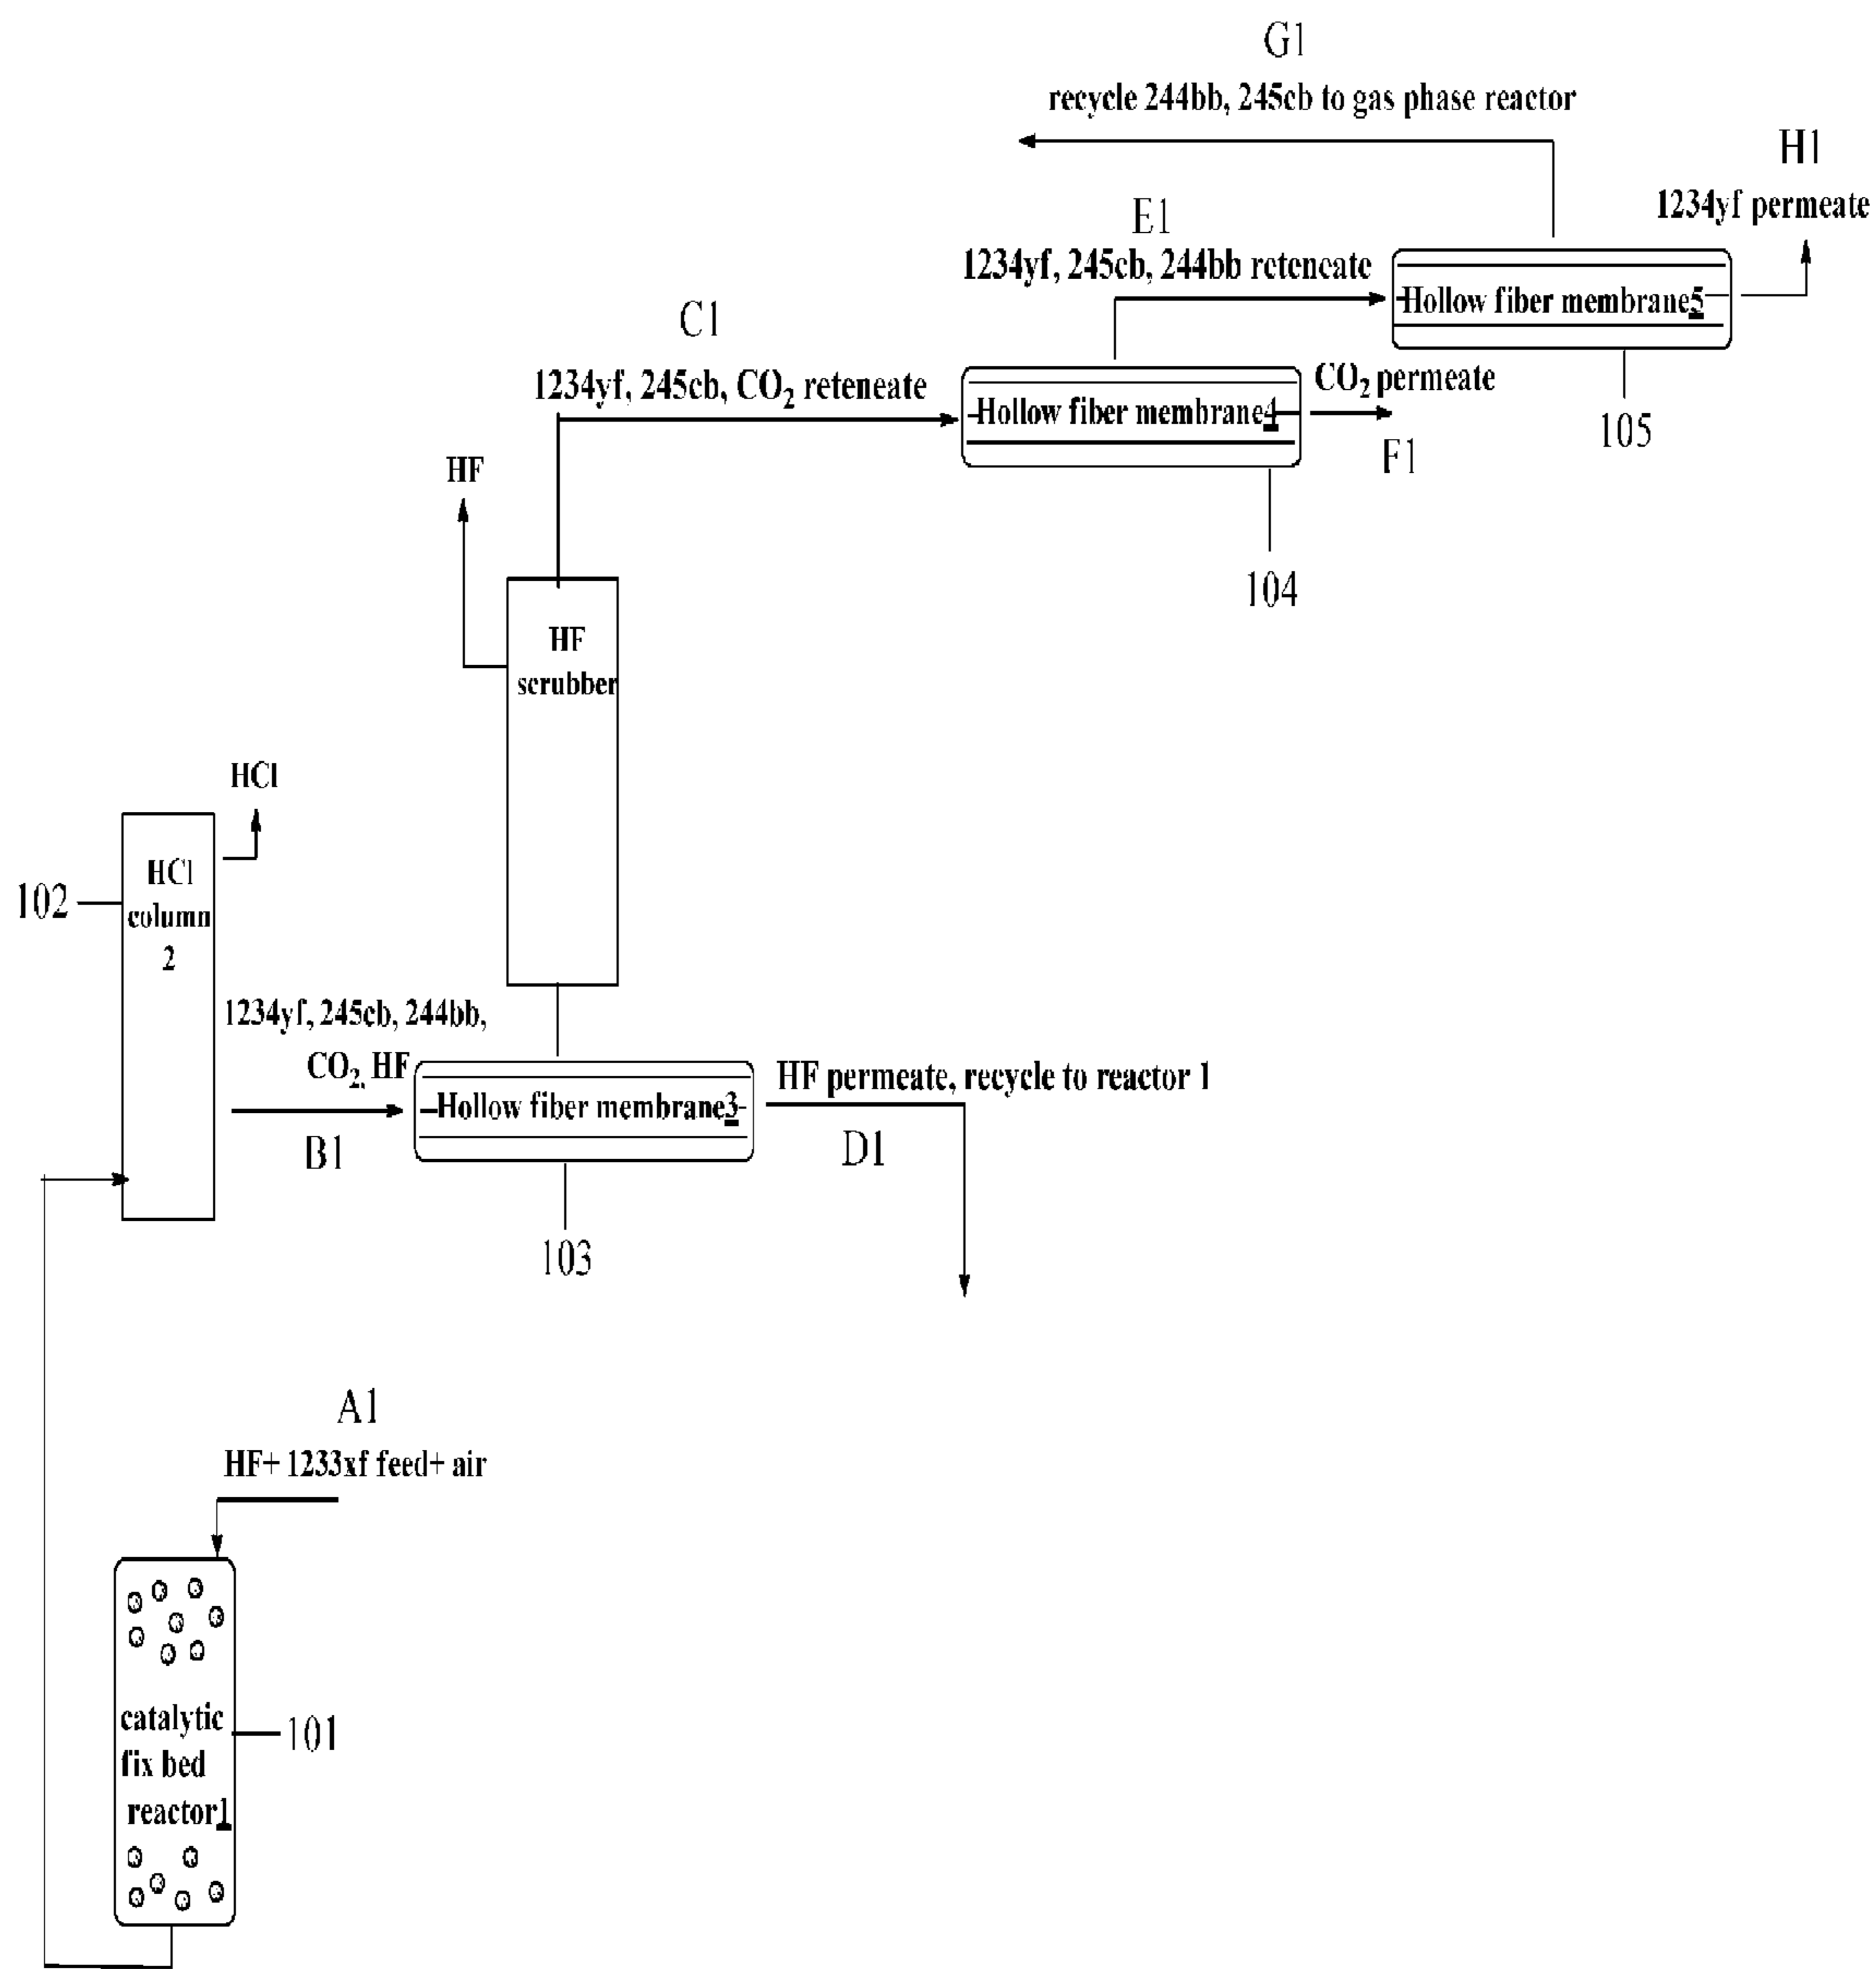 G1
recycle 244bb, 245cb to gas phase reactor
H1
1234yf permeate
E1
1234yf, 245cb, 244bb reteneate
Hollow fiber membrane5
105
C1
1234yf, 245cb, CO2 reteneate
Hollow fiber membrane4
CO2 permeate
F1
104
HF
HF
scrubber
HCl
HCl
column
2
102
1234yf, 245cb, 244bb,
CO2, HF
B1
Hollow fiber membrane3
HF permeate, recycle to reactor 1
D1
103
A1
HF+ 1233xf feed+ air
catalytic
fix bed
reactor1
101